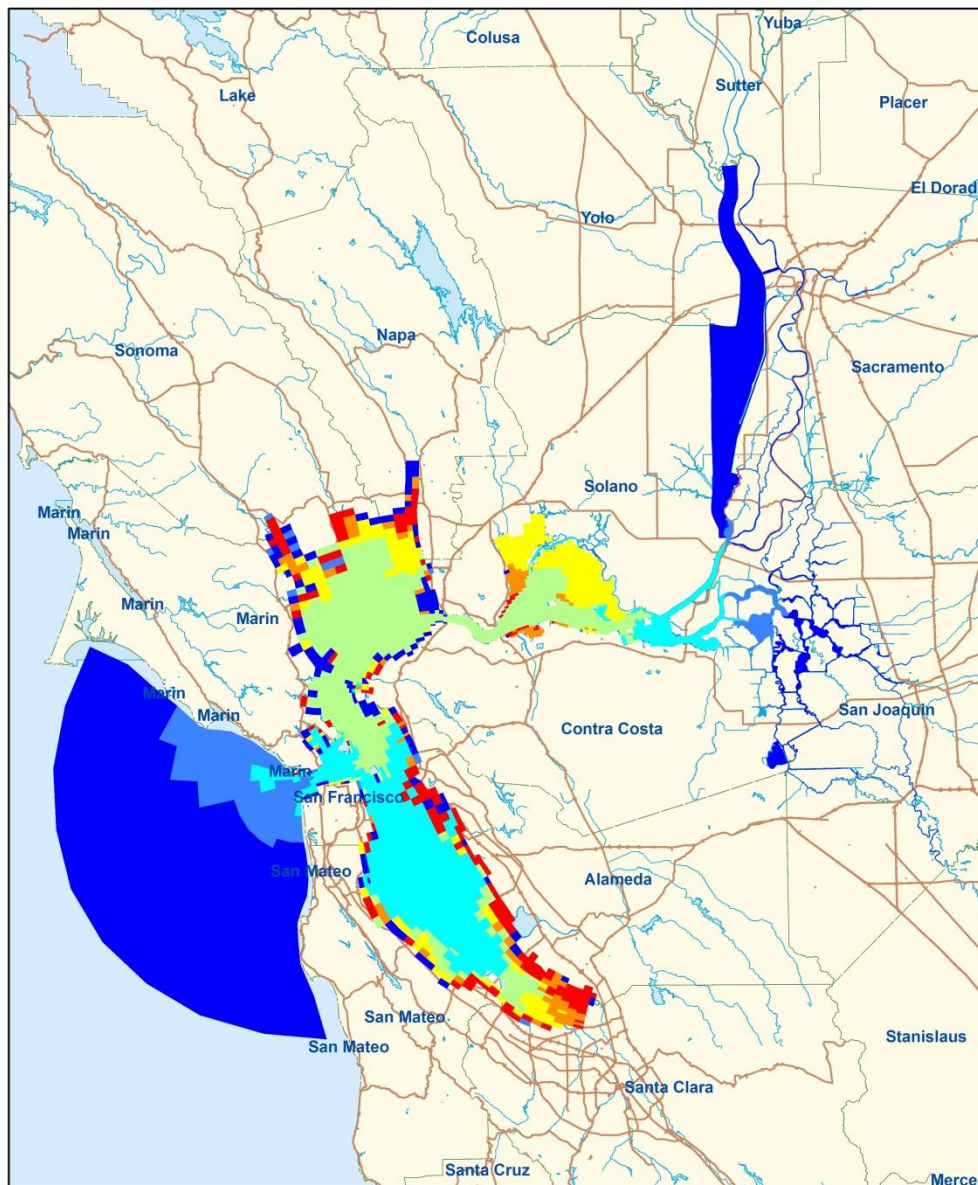 Yuba
Colusa
Sutter
Lake
Placer
El Dorad
Yolo
Napa
Sonoma
Sacramento
Solano
Marin
Marin
Marin
Marin
Marin
San Joaquin
Marin
Contra Costa
Marin
San Francisco
San Mateo
Alameda
San Mateo
Stanislaus
San Mateo
Santa Clara
Santa Cruz
Merce